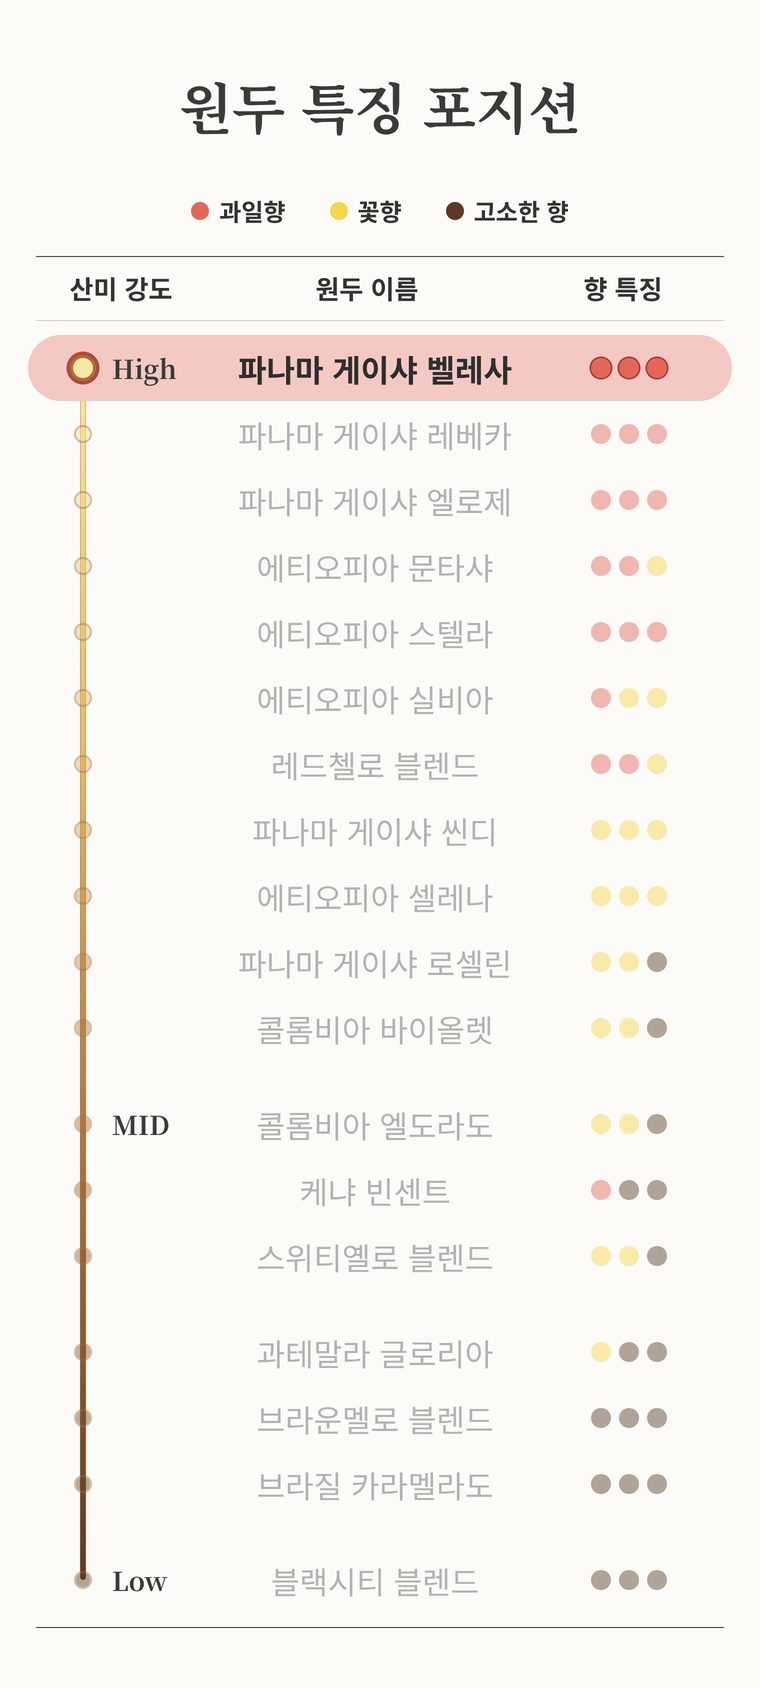 원두 특징 포지션
과일향 꽃향 고소한 향
산미 강도 원두 이름 향 특징
High 파나마 게이샤 벨레사
파나마 게이샤 레베카
파나마 게이샤 엘로제
에티오피아 문타샤
에티오피아 스텔라
에티오피아 실비아
레드첼로 블렌드
파나마 게이샤 씬디
에티오피아 셀레나
파나마 게이샤 로셀린
콜롬비아 바이올렛
MID 콜롬비아 엘도라도
케냐 빈센트
스위티옐로 블렌드
과테말라 글로리아
브라운멜로 블렌드
브라질 카라멜라도
Low 블랙시티 블렌드